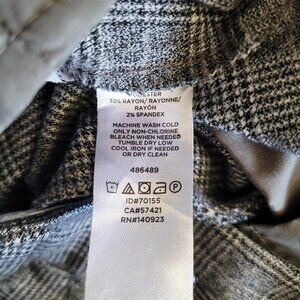 POLYESTER
32% RAYON/ RAYONNE/
RAYÓN
2% SPANDEX
MACHINE WASH COLD
ONLY NON-CHLORINE
BLEACH WHEN NEEDED
TUMBLE DRY LOW
COOL IRON IF NEEDED
OR DRY CLEAN
486489
ID#70155
CA#57421
RN#140923